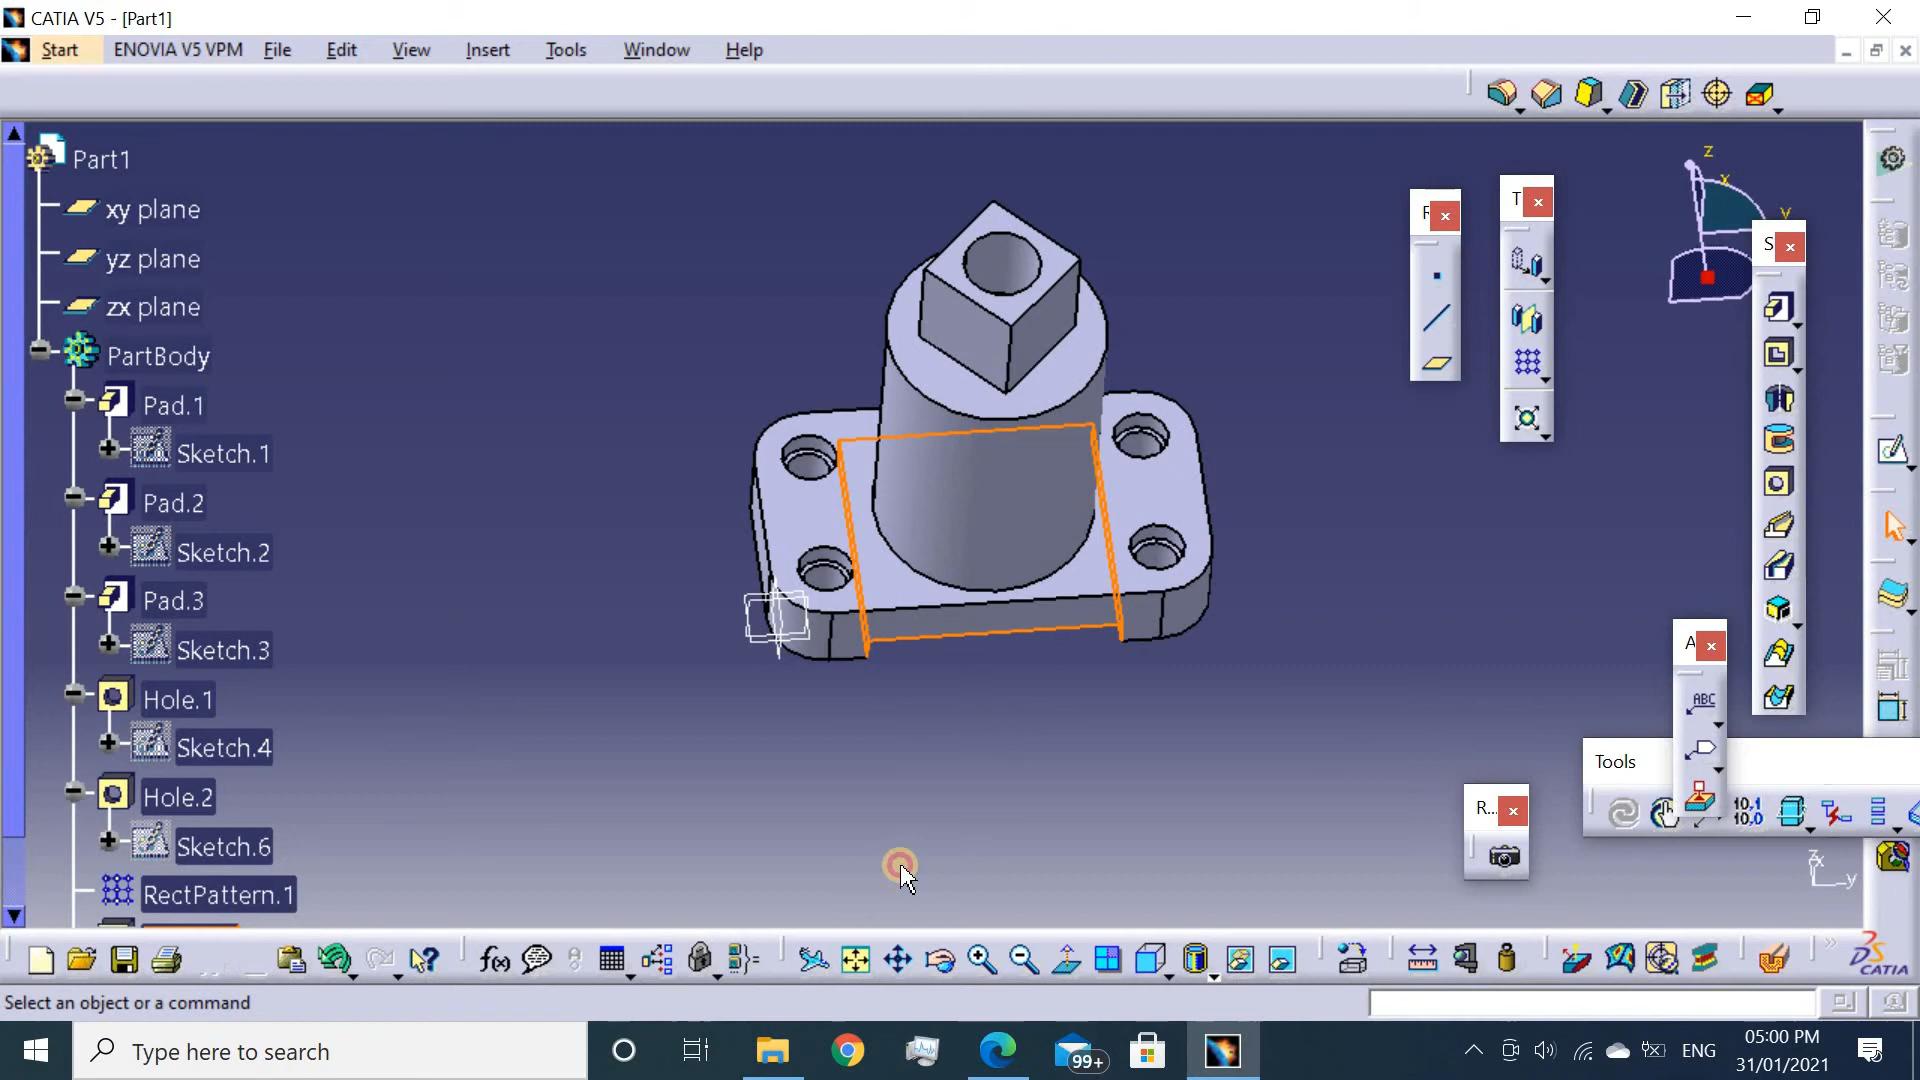 CATIA V5 - [Part1]
Start ENOVIA V5 VPM File Edit View Insert Tools Window Help
Part1
xy plane
yz plane
zx plane
PartBody
Pad.1
Sketch.1
Pad.2
Sketch.2
Pad.3
Sketch.3
Hole.1
Sketch.4
Hole.2
Sketch.6
RectPattern.1
z
x
y
T
S
A
ABC
Tools
R...
10,1
10,0
z
x
y
f(x)
CATIA
Select an object or a command
Type here to search
99+
ENG
05:00 PM
31/01/2021